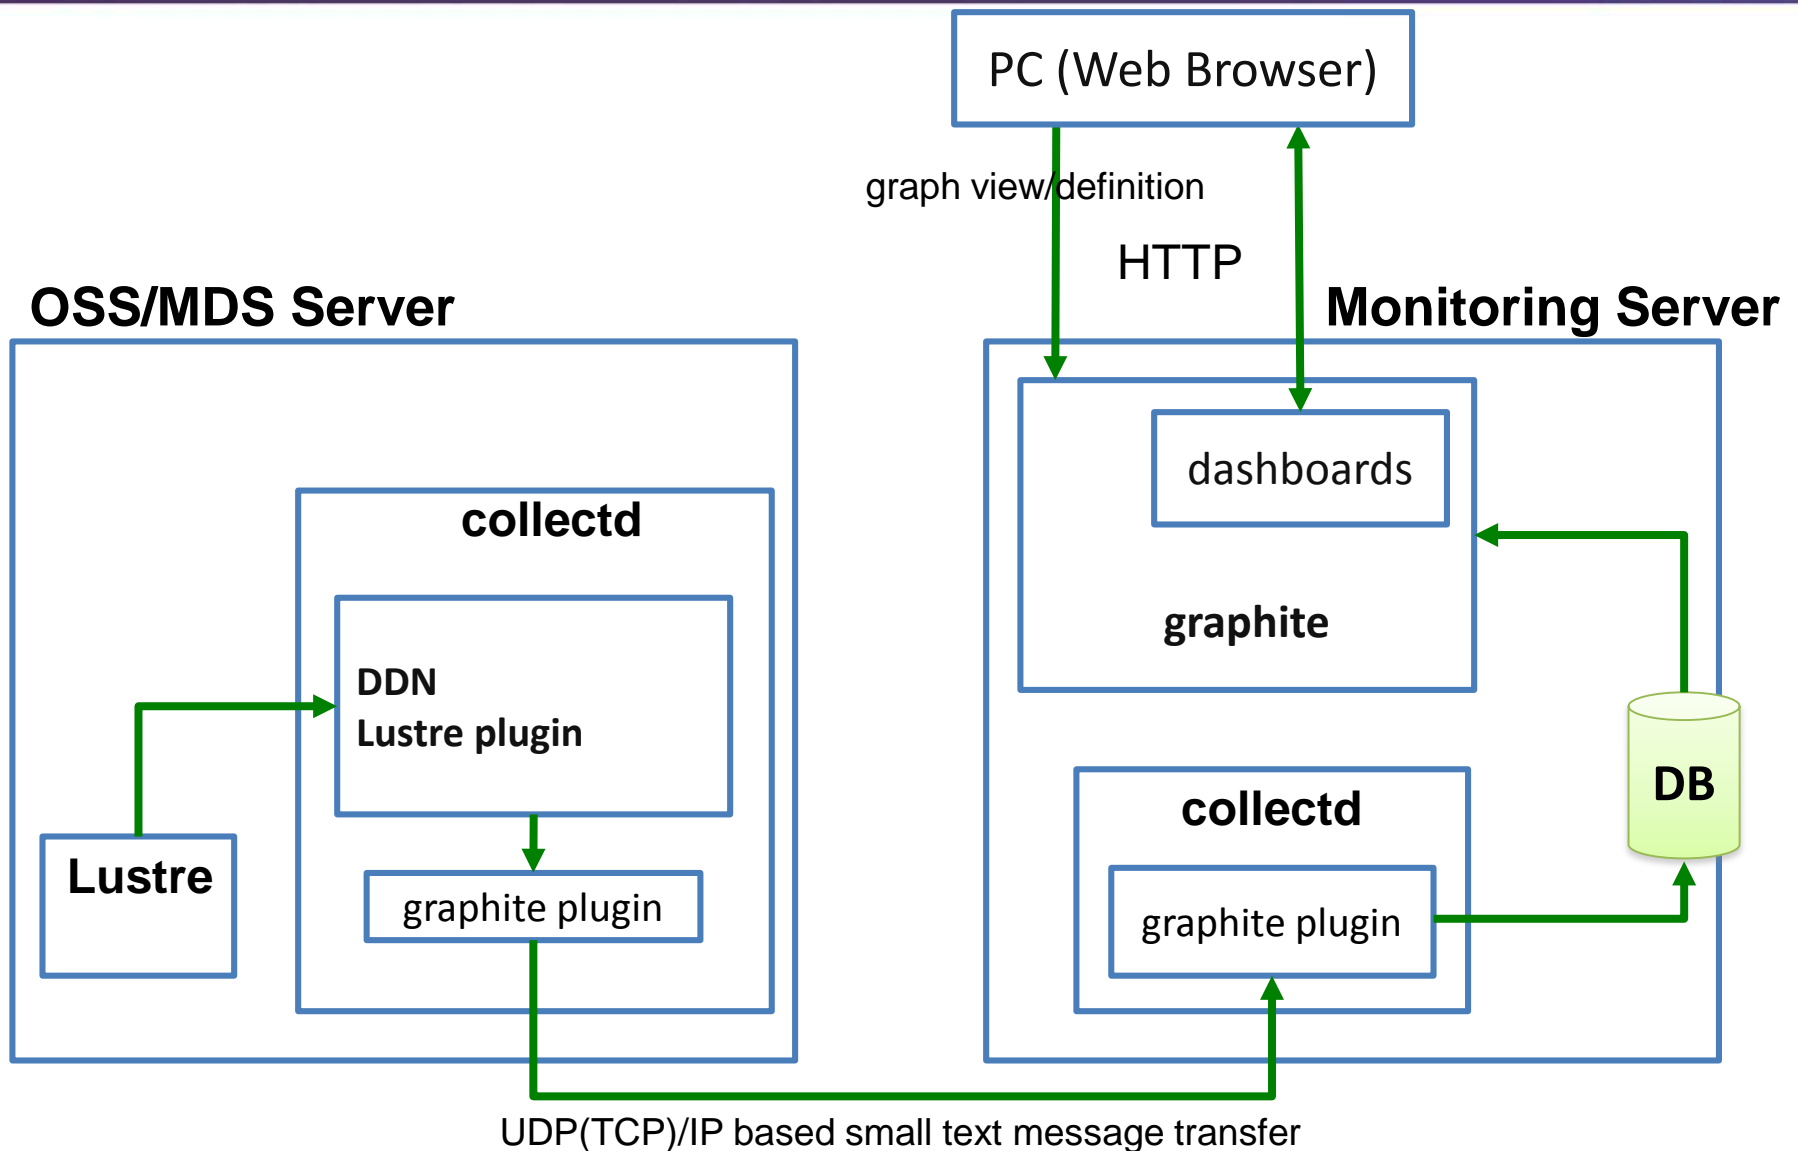 PC (Web Browser)
graph view/definition
HTTP
OSS/MDS Server
Monitoring Server
collectd
DDN
Lustre plugin
Lustre
graphite plugin
dashboards
graphite
DB
collectd
graphite plugin
UDP(TCP)/IP based small text message transfer